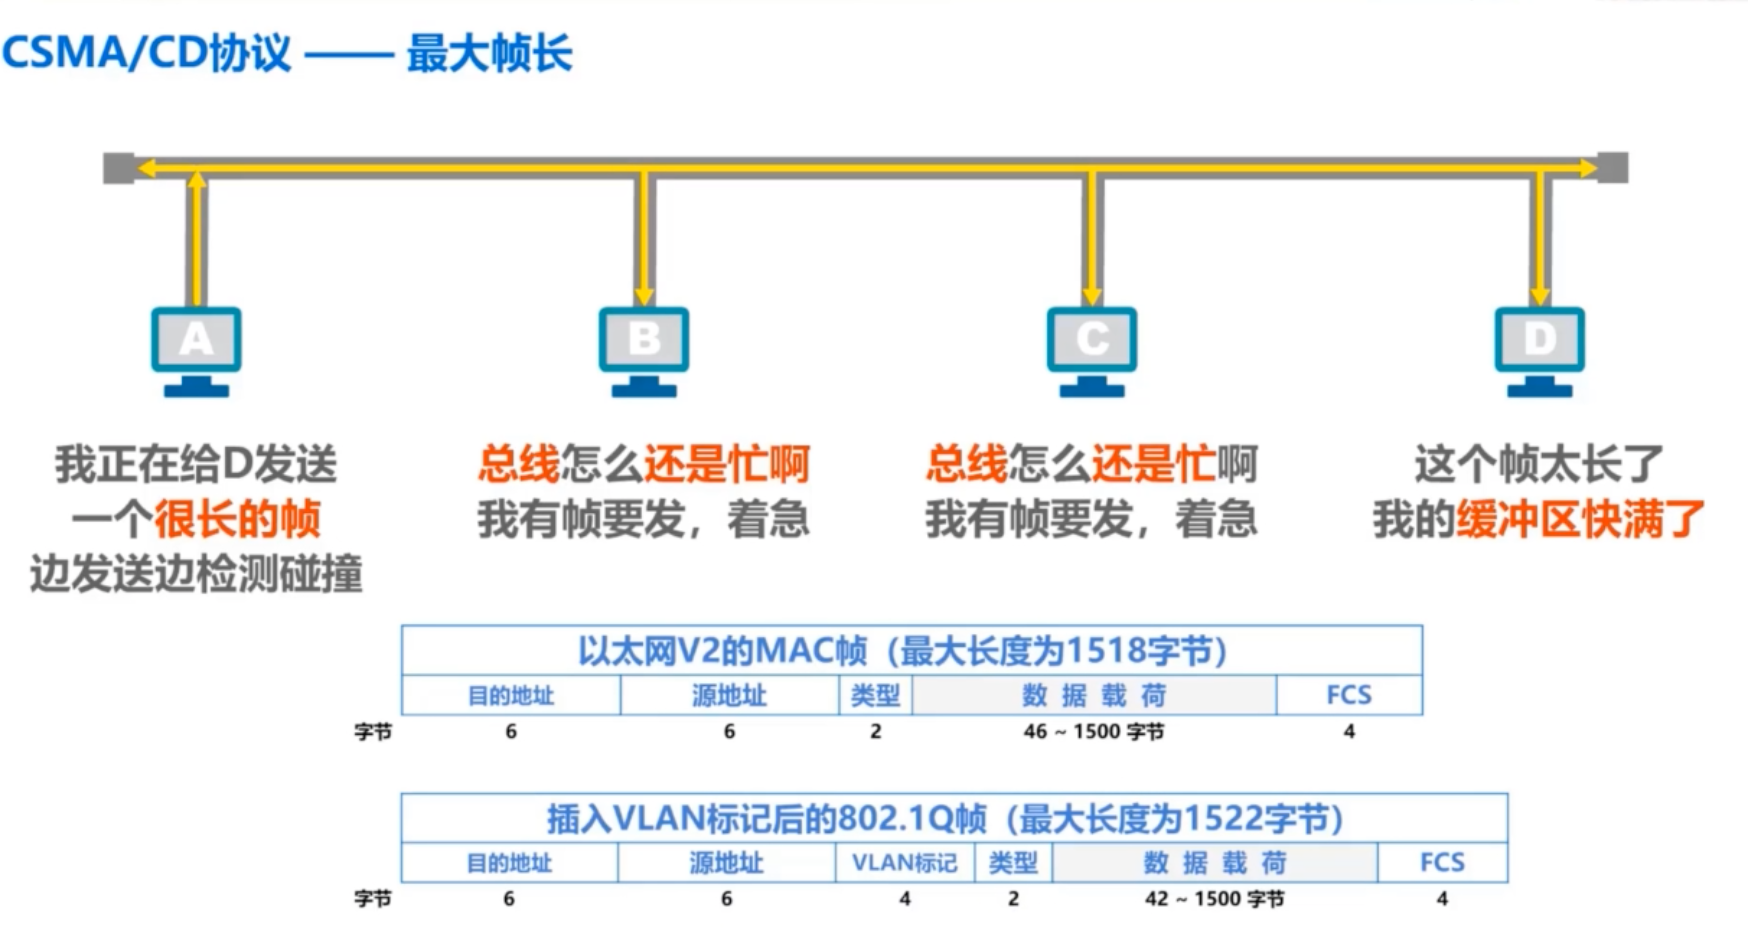 CSMA/CD协议 —— 最大帧长
A
B
C
D
我正在给D发送
一个很长的帧
边发送边检测碰撞
总线怎么还是忙啊
我有帧要发，着急
总线怎么还是忙啊
我有帧要发，着急
这个帧太长了
我的缓冲区快满了
以太网V2的MAC帧（最大长度为1518字节）
目的地址 源地址 类型 数 据 载 荷 FCS
字节 6 6 2 46 ~ 1500 字节 4
插入VLAN标记后的802.1Q帧（最大长度为1522字节）
目的地址 源地址 VLAN标记 类型 数 据 载 荷 FCS
字节 6 6 4 2 42 ~ 1500 字节 4